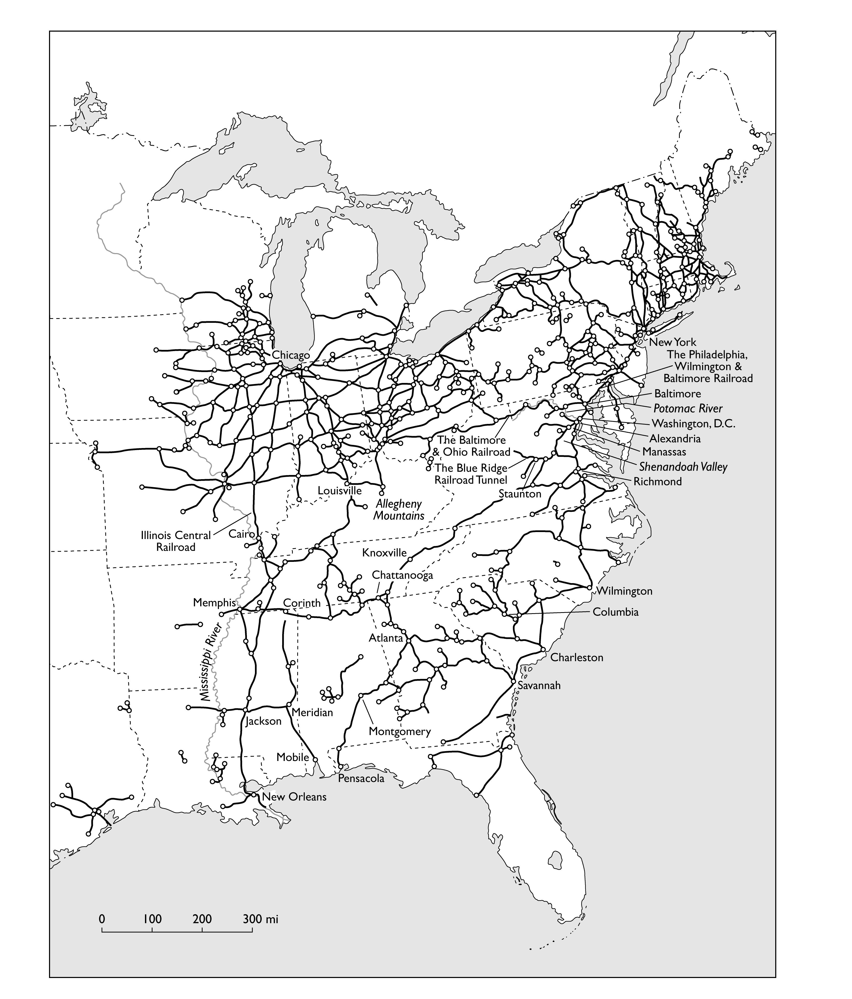 Chicago
New York
The Philadelphia,
Wilmington &
Baltimore Railroad
Baltimore
Potomac River
Washington, D.C.
Alexandria
Manassas
Shenandoah Valley
Richmond
The Baltimore
& Ohio Railroad
The Blue Ridge
Railroad Tunnel
Staunton
Louisville
Allegheny
Mountains
Illinois Central
Railroad
Cairo
Knoxville
Chattanooga
Wilmington
Memphis
Corinth
Columbia
Mississippi River
Atlanta
Charleston
Savannah
Meridian
Jackson
Montgomery
Mobile
Pensacola
New Orleans
0 100 200 300 mi